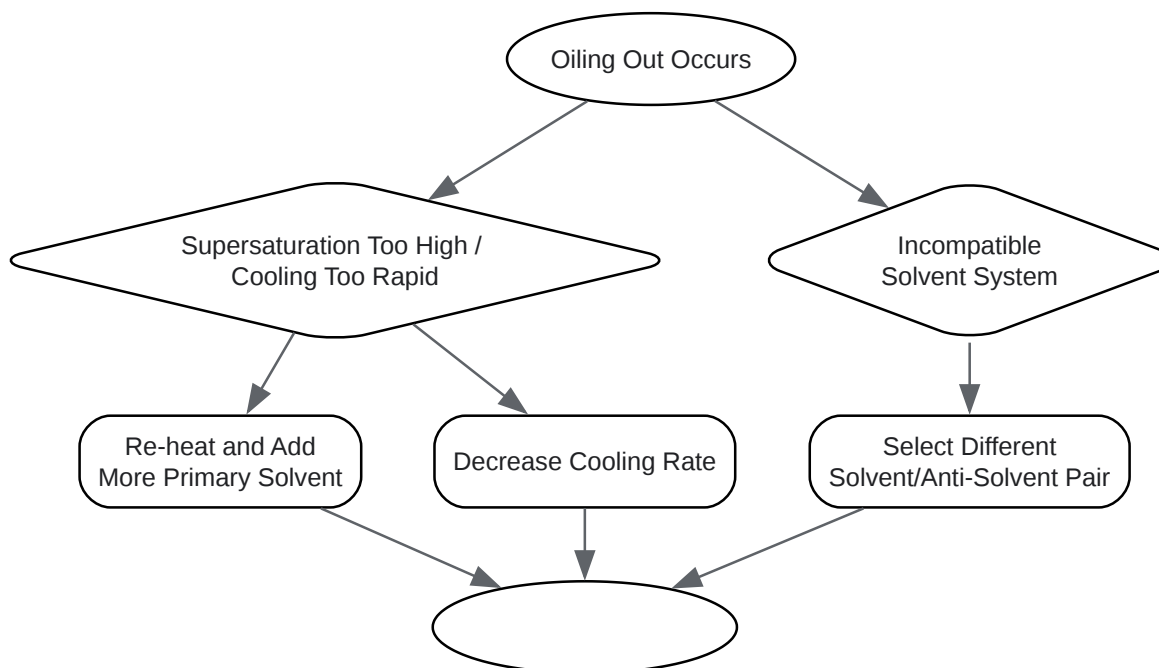 Oiling Out Occurs
Supersaturation Too High /
Cooling Too Rapid
Incompatible
Solvent System
Re-heat and Add
More Primary Solvent
Decrease Cooling Rate
Select Different
Solvent/Anti-Solvent Pair